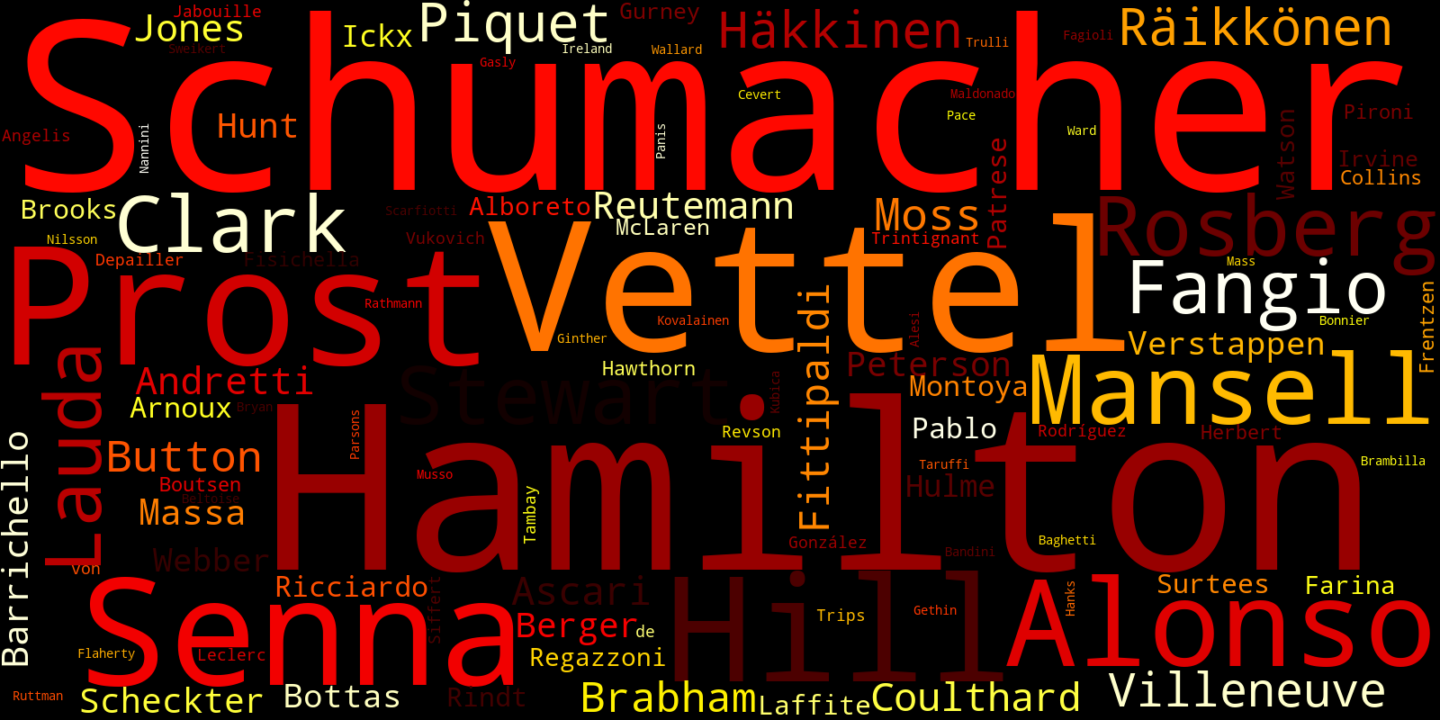 Jabouille
Jones
Sweikert
Ickx
Piquet
Ireland
Gurney
Wallard
Häkkinen
Trulli
Fagioli
Räikkönen
Schumacher
Gasly
Cevert
Maldonado
Pace
Ward
Pironi
Angelis
Nannini
Hunt
Panis
Patrese
Watson
Irvine
Collins
Brooks
Clark
Scarfiotti
Alboreto
Reutemann
McLaren
Moss
Trintignant
Rosberg
Nilsson
Depailler
Fisichella
Vukovich
Prost
Rathmann
Vettel
Ginther
Kovalainen
Alesi
Fangio
Mass
Bonnier
Frentzen
Verstappen
Lauda
Andretti
Arnoux
Bryan
Stewart
Hawthorn
Kubica
Fittipaldi
Peterson
Montoya
Mansell
Barrichello
Button
Parsons
Revson
Pablo
Rodríguez
Herbert
Brambilla
Hamilton
Boutsen
Beltoise
Massa
Musso
Tambay
Taruffi
Hulme
González
Bandini
Baghetti
Webber
von
Senna
Ricciardo
Siffert
Ascari
Hill
Trips
Gethin
Hanks
Surtees
Farina
Alonso
Berger
de
Regazzoni
Flaherty
Leclerc
Ruttman
Scheckter
Bottas
Rindt
Brabham
Laffite
Coulthard
Villeneuve